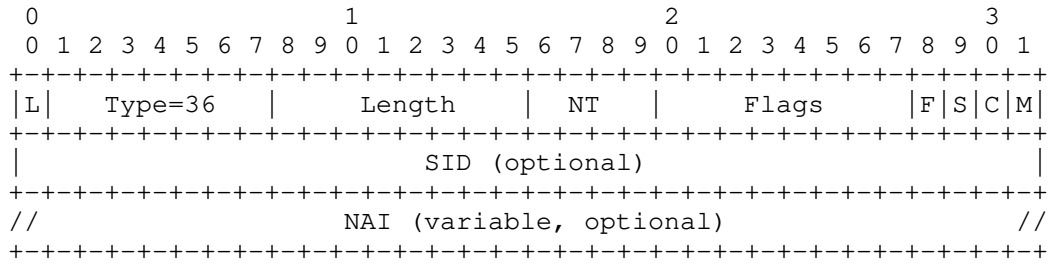 0                   1                   2                   3
 0 1 2 3 4 5 6 7 8 9 0 1 2 3 4 5 6 7 8 9 0 1 2 3 4 5 6 7 8 9 0 1
+-+-+-+-+-+-+-+-+-+-+-+-+-+-+-+-+-+-+-+-+-+-+-+-+-+-+-+-+-+-+-+-+
|L|   Type=36   |     Length    |  NT   |     Flags     |F|S|C|M|
+-+-+-+-+-+-+-+-+-+-+-+-+-+-+-+-+-+-+-+-+-+-+-+-+-+-+-+-+-+-+-+-+
|                         SID (optional)                        |
+-+-+-+-+-+-+-+-+-+-+-+-+-+-+-+-+-+-+-+-+-+-+-+-+-+-+-+-+-+-+-+-+
//                   NAI (variable, optional)                  //
+-+-+-+-+-+-+-+-+-+-+-+-+-+-+-+-+-+-+-+-+-+-+-+-+-+-+-+-+-+-+-+-+